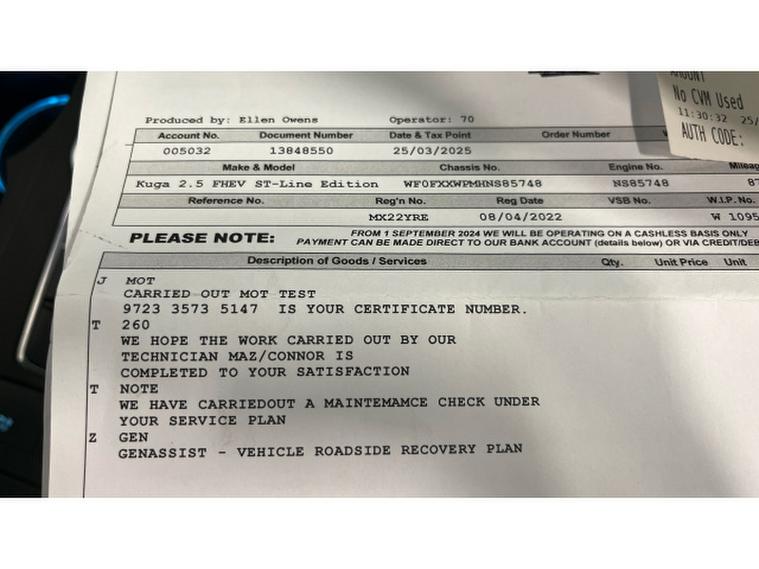 AMOUNT
No CVM Used
11:30:32 25/
AUTH CODE:
Produced by: Ellen Owens Operator: 70
Account No. Document Number Date & Tax Point Order Number
005032 13848550 25/03/2025
Make & Model Chassis No. Engine No. Mileag
Kuga 2.5 FHEV ST-Line Edition WF0FXXWPMHNS85748 NS85748 87
Reference No. Reg'n No. Reg Date VSB No. W.I.P. No.
MX22YRE 08/04/2022 W 1095
PLEASE NOTE: FROM 1 SEPTEMBER 2024 WE WILL BE OPERATING ON A CASHLESS BASIS ONLY
PAYMENT CAN BE MADE DIRECT TO OUR BANK ACCOUNT (details below) OR VIA CREDIT/DEB
Description of Goods / Services Qty. Unit Price Unit
J MOT
CARRIED OUT MOT TEST
9723 3573 5147 IS YOUR CERTIFICATE NUMBER.
T 260
WE HOPE THE WORK CARRIED OUT BY OUR
TECHNICIAN MAZ/CONNOR IS
COMPLETED TO YOUR SATISFACTION
T NOTE
WE HAVE CARRIEDOUT A MAINTEMAMCE CHECK UNDER
YOUR SERVICE PLAN
Z GEN
GENASSIST - VEHICLE ROADSIDE RECOVERY PLAN